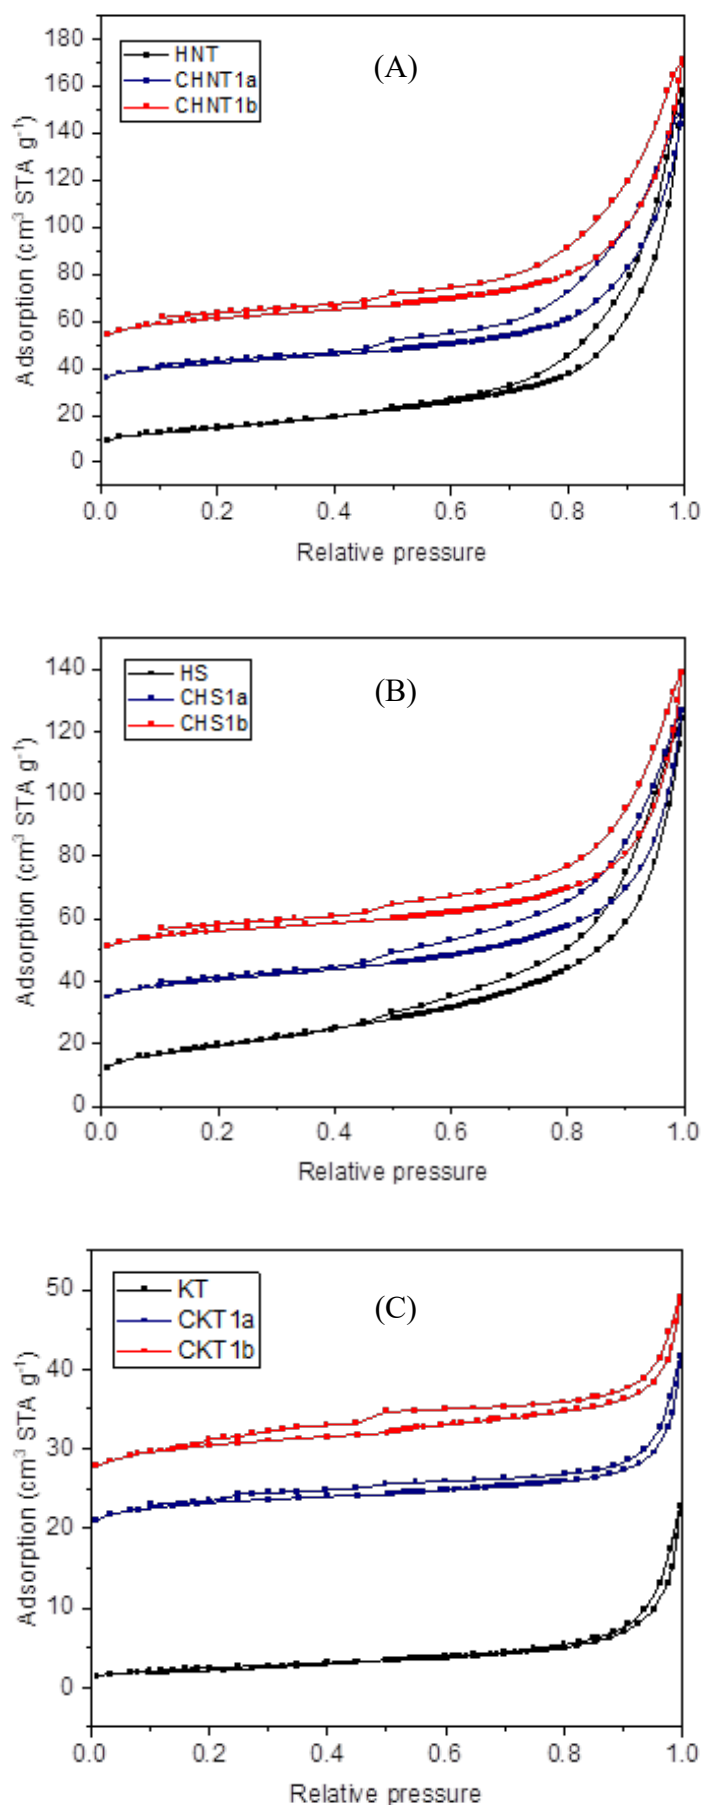 (A)
HNT
CHNT1a
CHNT1b
180
160
140
120
100
80
60
40
20
0
Adsorption (cm³ STA g⁻¹)
0.0 0.2 0.4 0.6 0.8 1.0
Relative pressure
(B)
HS
CHS1a
CHS1b
140
120
100
80
60
40
20
0
Adsorption (cm³ STA g⁻¹)
0.0 0.2 0.4 0.6 0.8 1.0
Relative pressure
(C)
KT
CKT1a
CKT1b
50
40
30
20
10
0
Adsorption (cm³ STA g⁻¹)
0.0 0.2 0.4 0.6 0.8 1.0
Relative pressure